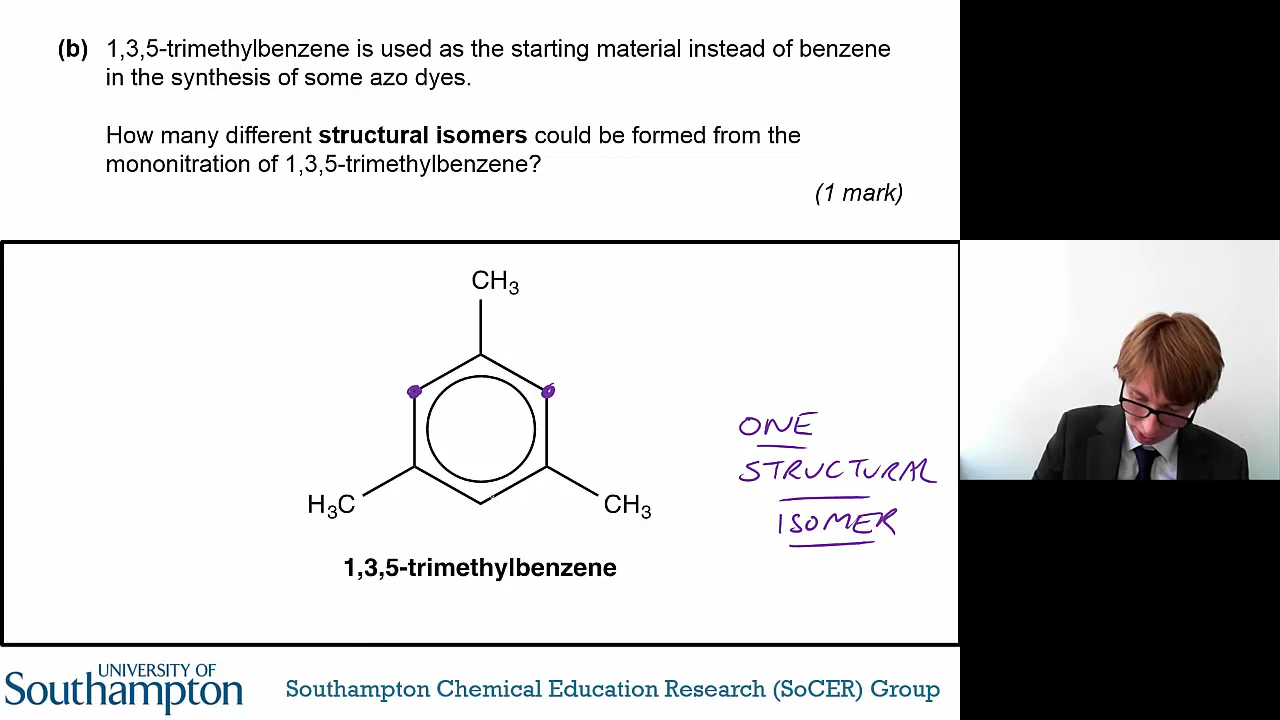 (b) 1,3,5-trimethylbenzene is used as the starting material instead of benzene
in the synthesis of some azo dyes.
How many different structural isomers could be formed from the
mononitration of 1,3,5-trimethylbenzene?
(1 mark)
CH₃
ONE
STRUCTURAL
ISOMER
H₃C
CH₃
1,3,5-trimethylbenzene
UNIVERSITY OF
Southampton
Southampton Chemical Education Research (SoCER) Group